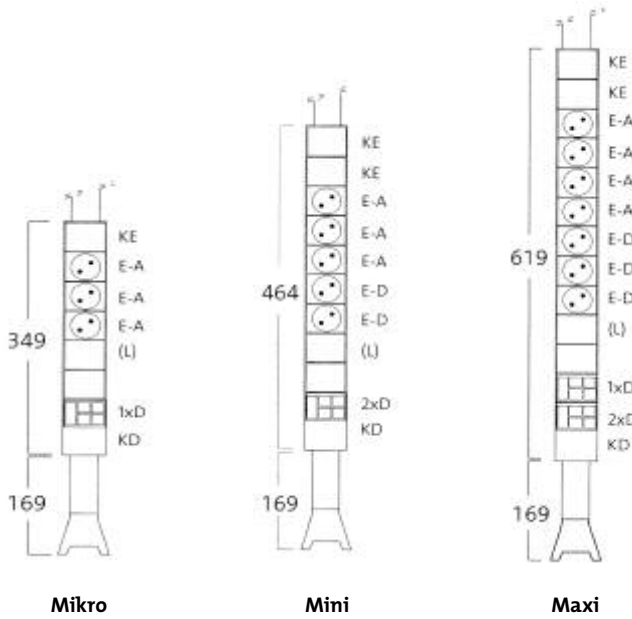 KE
E-A
E-A
E-A
(L)
1xD
KD
349
169
Mikro
KE
KE
E-A
E-A
E-A
E-D
E-D
(L)
2xD
KD
464
169
Mini
KE
KE
E-A
E-A
E-A
E-A
E-D
E-D
E-D
(L)
1xD
2xD
KD
619
169
Maxi